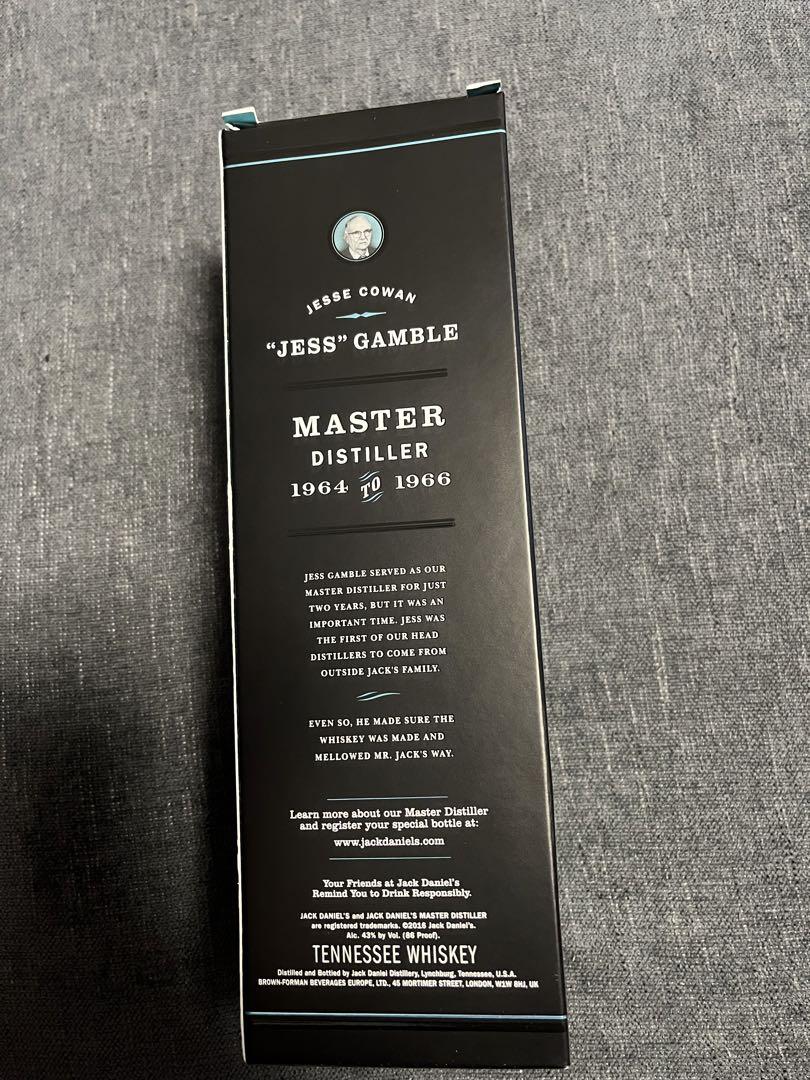 JESSE COWAN
“JESS” GAMBLE
MASTER
DISTILLER
1964 TO 1966
JESS GAMBLE SERVED AS OUR
MASTER DISTILLER FOR JUST
TWO YEARS, BUT IT WAS AN
IMPORTANT TIME. JESS WAS
THE FIRST OF OUR HEAD
DISTILLERS TO COME FROM
OUTSIDE JACK'S FAMILY.
EVEN SO, HE MADE SURE THE
WHISKEY WAS MADE AND
MELLOWED MR. JACK'S WAY.
Learn more about our Master Distiller
and register your special bottle at:
www.jackdaniels.com
Your Friends at Jack Daniel's
Remind You to Drink Responsibly.
JACK DANIEL'S and JACK DANIEL'S MASTER DISTILLER
are registered trademarks. ©2016 Jack Daniel's.
Alc. 43% by Vol. (86 Proof).
TENNESSEE WHISKEY
Distilled and Bottled by Jack Daniel Distillery, Lynchburg, Tennessee, U.S.A.
BROWN-FORMAN BEVERAGES EUROPE, LTD., 45 MORTIMER STREET, LONDON, W1W 8HJ, UK